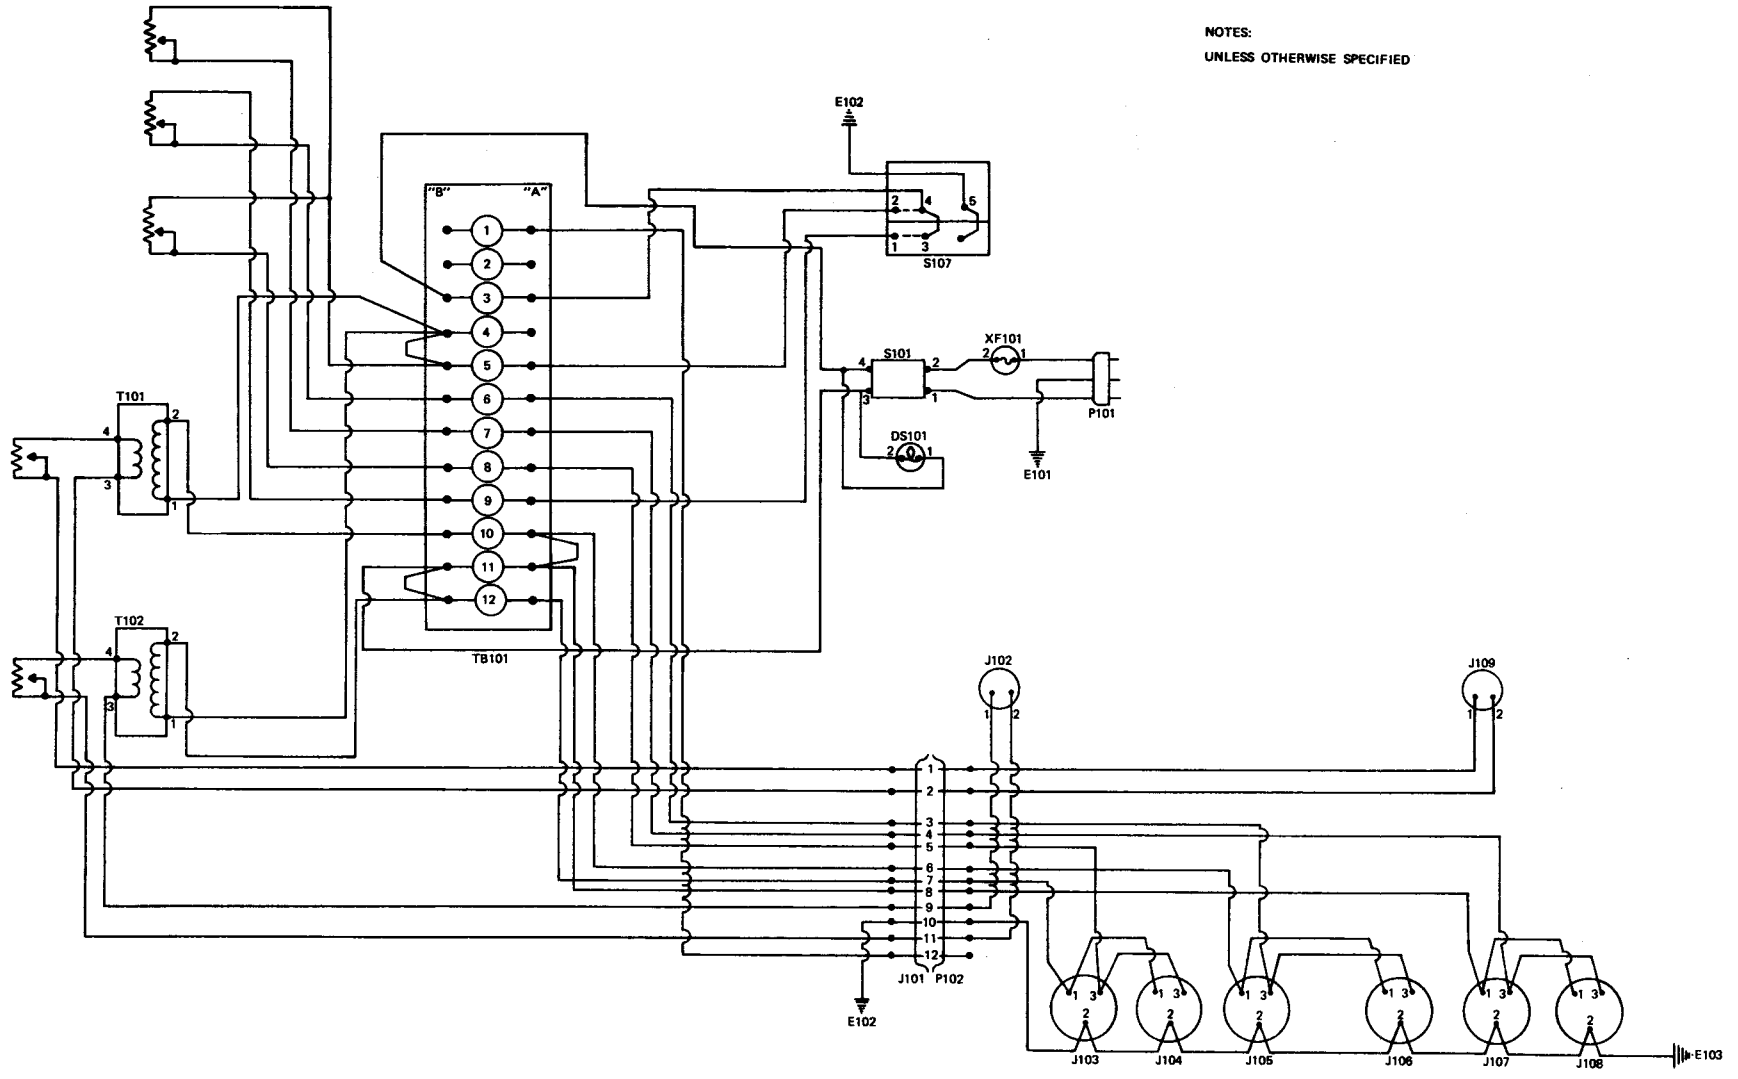 NOTES:
UNLESS OTHERWISE SPECIFIED
E102
"B" "A"
1
2
3
4
5
6
7
8
9
10
11
12
TB101
2 4 5
1 3
S107
S101
4 2
3 1
XF101
2 1
P101
DS101
2 1
E101
T101
4 2
3 1
T102
4 2
3 1
J102
1 2
J109
1 2
1
2
3
4
5
6
7
8
9
10
11
12
J101 P102
E102
1 3
2
J103
1 3
2
J104
1 3
2
J105
1 3
2
J106
1 3
2
J107
1 3
2
J108
E103